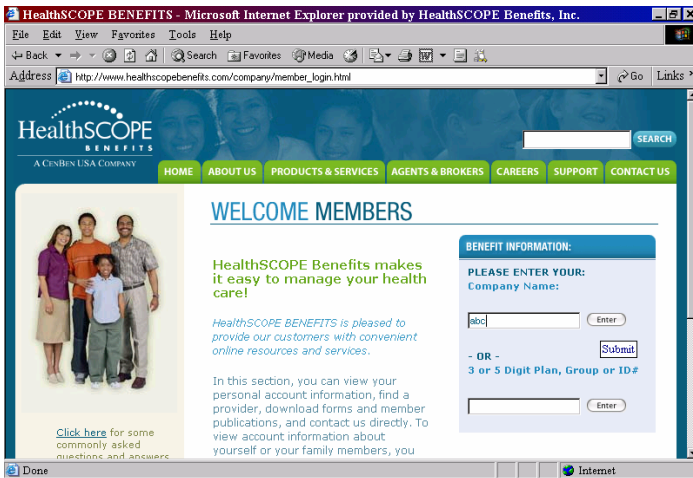 HealthSCOPE BENEFITS - Microsoft Internet Explorer provided by HealthSCOPE Benefits, Inc.
File Edit View Favorites Tools Help
Back Search Favorites Media
Address http://www.healthscopebenefits.com/company/member_login.html Go Links
HealthSCOPE
BENEFITS
A CENBEN USA COMPANY
SEARCH
HOME ABOUT US PRODUCTS & SERVICES AGENTS & BROKERS CAREERS SUPPORT CONTACT US
WELCOME MEMBERS
HealthSCOPE Benefits makes
it easy to manage your health
care!
HealthSCOPE BENEFITS is pleased to
provide our customers with convenient
online resources and services.
In this section, you can view your
personal account information, find a
provider, download forms and member
publications, and contact us directly. To
view account information about
yourself or your family members, you
BENEFIT INFORMATION:
PLEASE ENTER YOUR:
Company Name:
abc Enter
Submit
- OR -
3 or 5 Digit Plan, Group or ID#
Enter
Click here for some
commonly asked
questions and answers
Done Internet